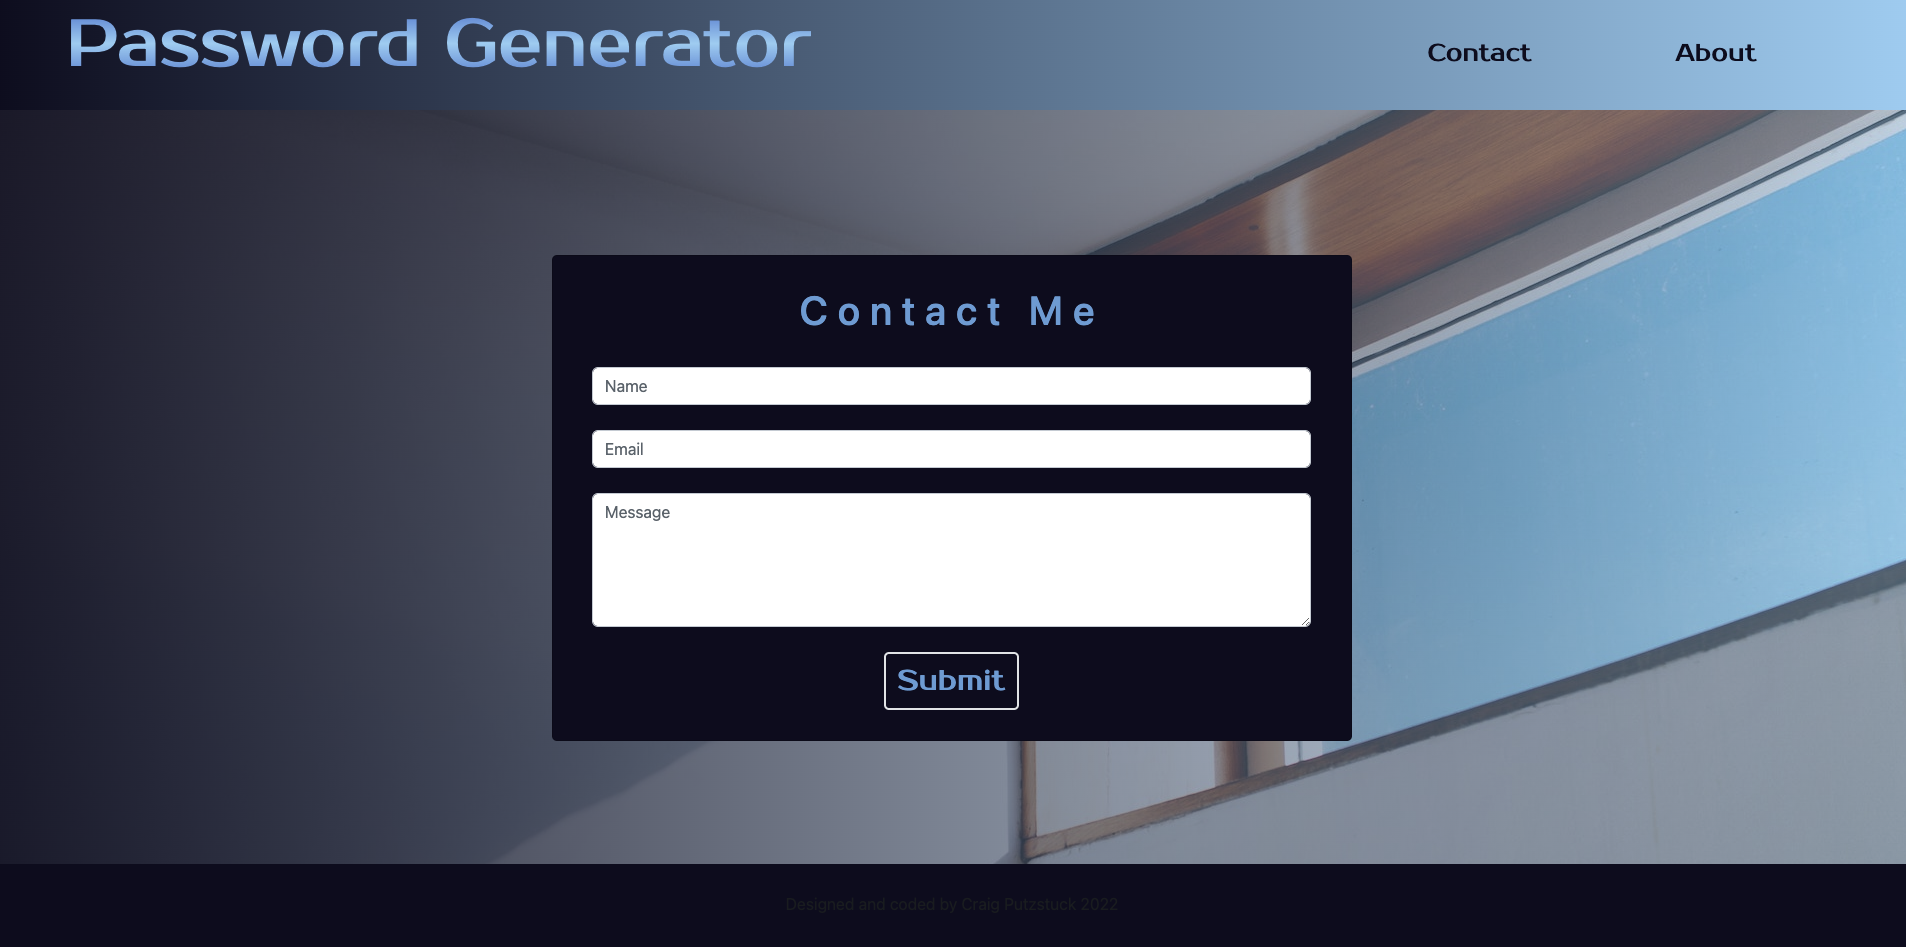 Password Generator
Contact
About
Contact Me
Name
Email
Message
Submit
Designed and coded by Craig Putzstuck 2022